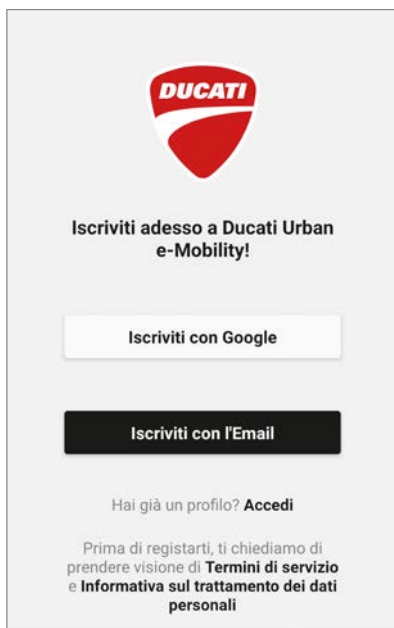 DUCATI
Iscriviti adesso a Ducati Urban
e-Mobility!
Iscriviti con Google
Iscriviti con l'Email
Hai già un profilo? Accedi
Prima di registarti, ti chiediamo di
prendere visione di Termini di servizio
e Informativa sul trattamento dei dati
personali